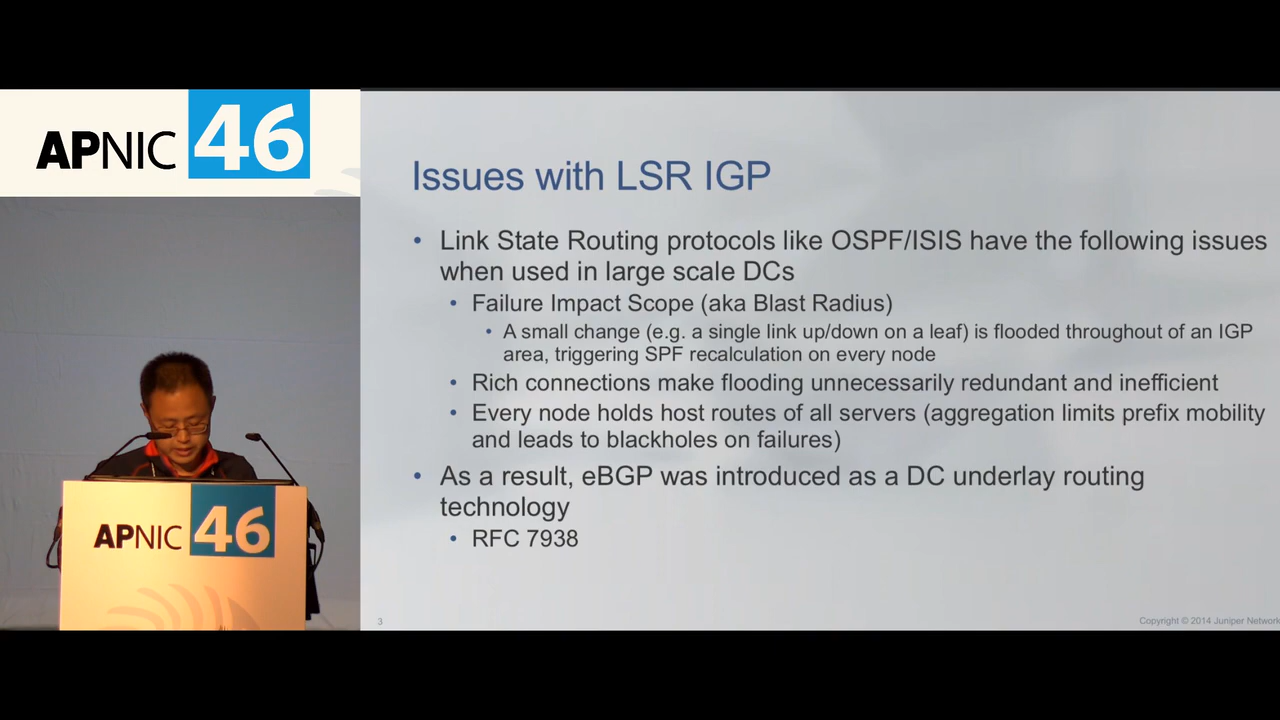 APNIC 46
Issues with LSR IGP
• Link State Routing protocols like OSPF/ISIS have the following issues
when used in large scale DCs
• Failure Impact Scope (aka Blast Radius)
• A small change (e.g. a single link up/down on a leaf) is flooded throughout of an IGP
area, triggering SPF recalculation on every node
• Rich connections make flooding unnecessarily redundant and inefficient
• Every node holds host routes of all servers (aggregation limits prefix mobility
and leads to blackholes on failures)
• As a result, eBGP was introduced as a DC underlay routing
technology
• RFC 7938
3
Copyright © 2014 Juniper Network
APNIC 46